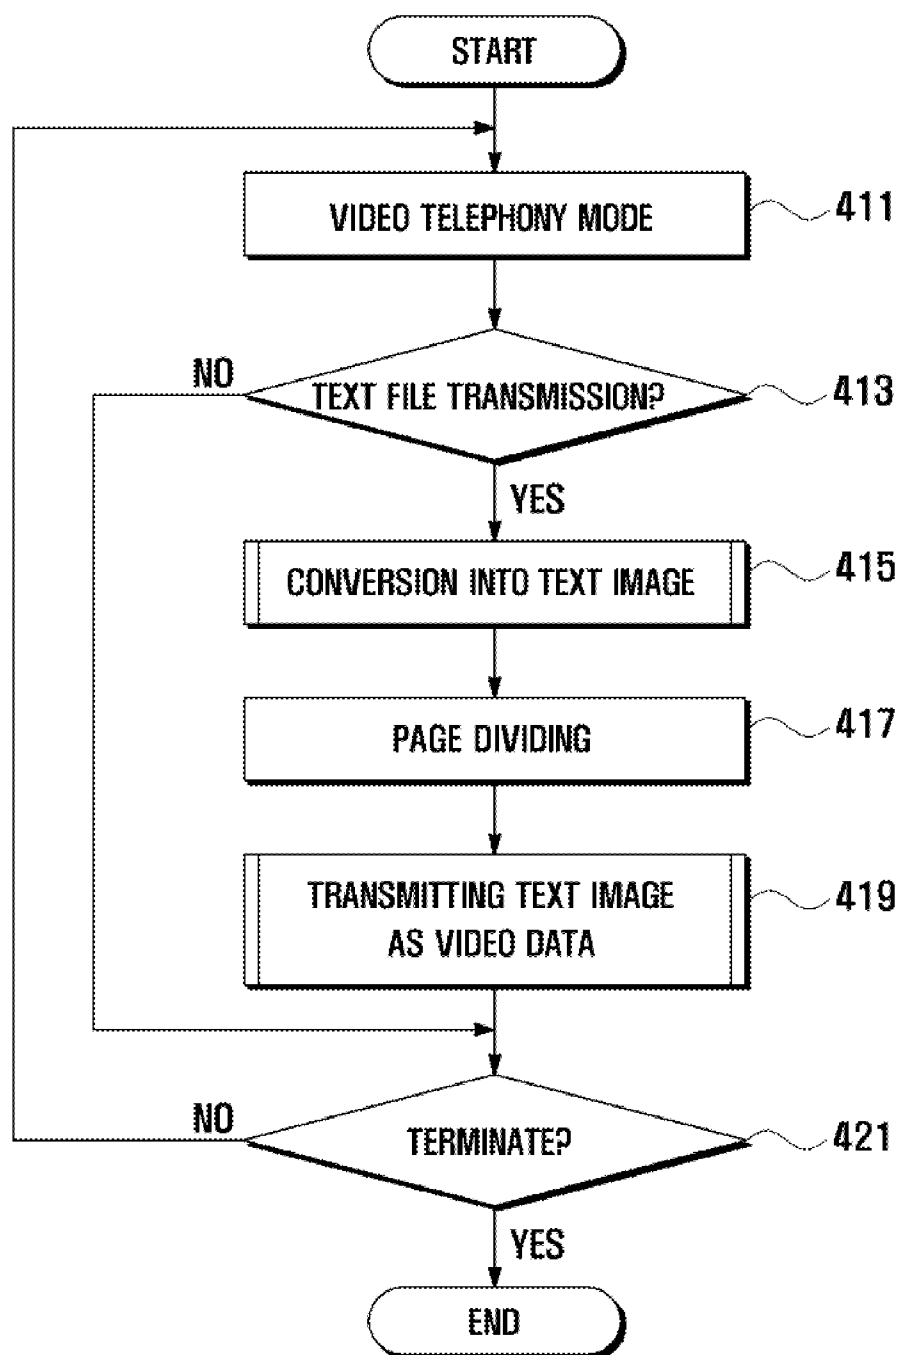 START
VIDEO TELEPHONY MODE
411
NO
TEXT FILE TRANSMISSION?
413
YES
CONVERSION INTO TEXT IMAGE
415
PAGE DIVIDING
417
TRANSMITTING TEXT IMAGE
AS VIDEO DATA
419
NO
TERMINATE?
421
YES
END